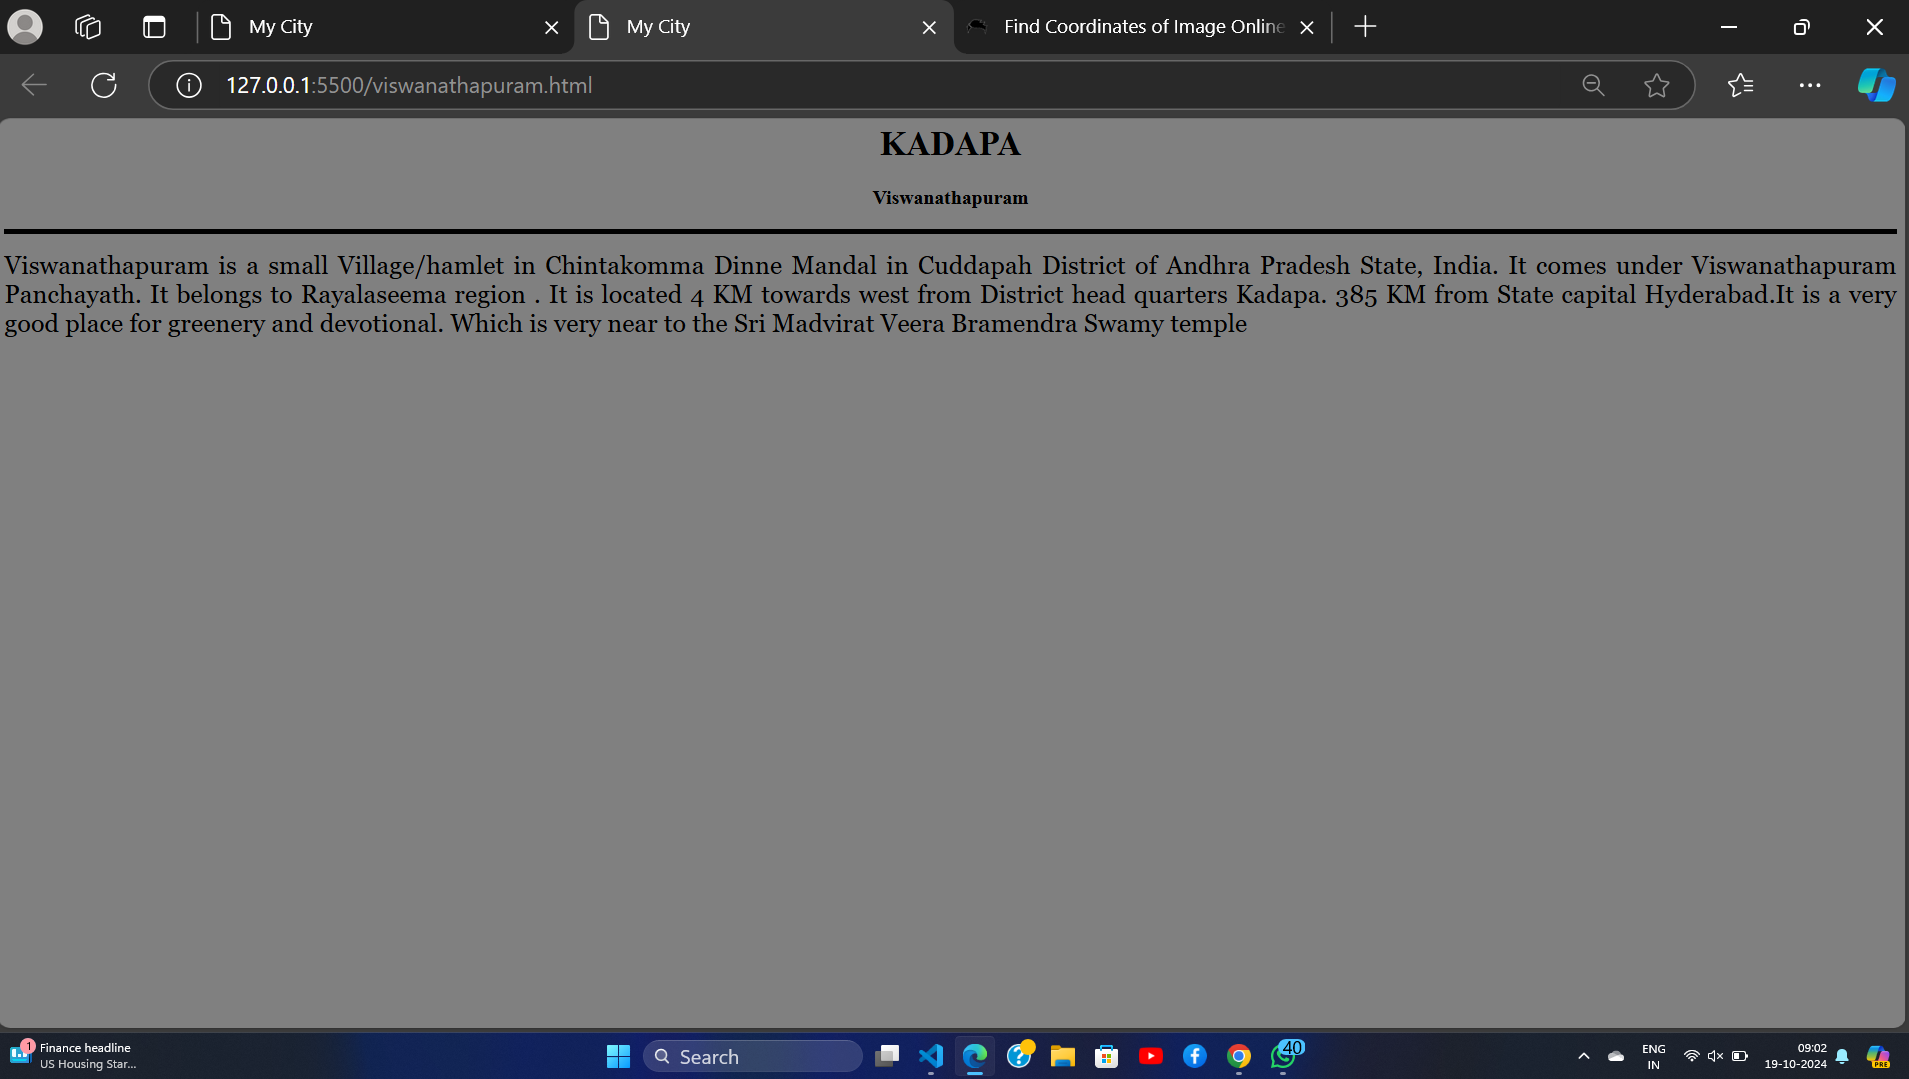 My City
My City
Find Coordinates of Image Online
127.0.0.1:5500/viswanathapuram.html
KADAPA
Viswanathapuram
Viswanathapuram is a small Village/hamlet in Chintakomma Dinne Mandal in Cuddapah District of Andhra Pradesh State, India. It comes under Viswanathapuram
Panchayath. It belongs to Rayalaseema region . It is located 4 KM towards west from District head quarters Kadapa. 385 KM from State capital Hyderabad.It is a very
good place for greenery and devotional. Which is very near to the Sri Madvirat Veera Bramendra Swamy temple
1
Finance headline
US Housing Star...
Search
40
ENG
IN
09:02
19-10-2024
PRE